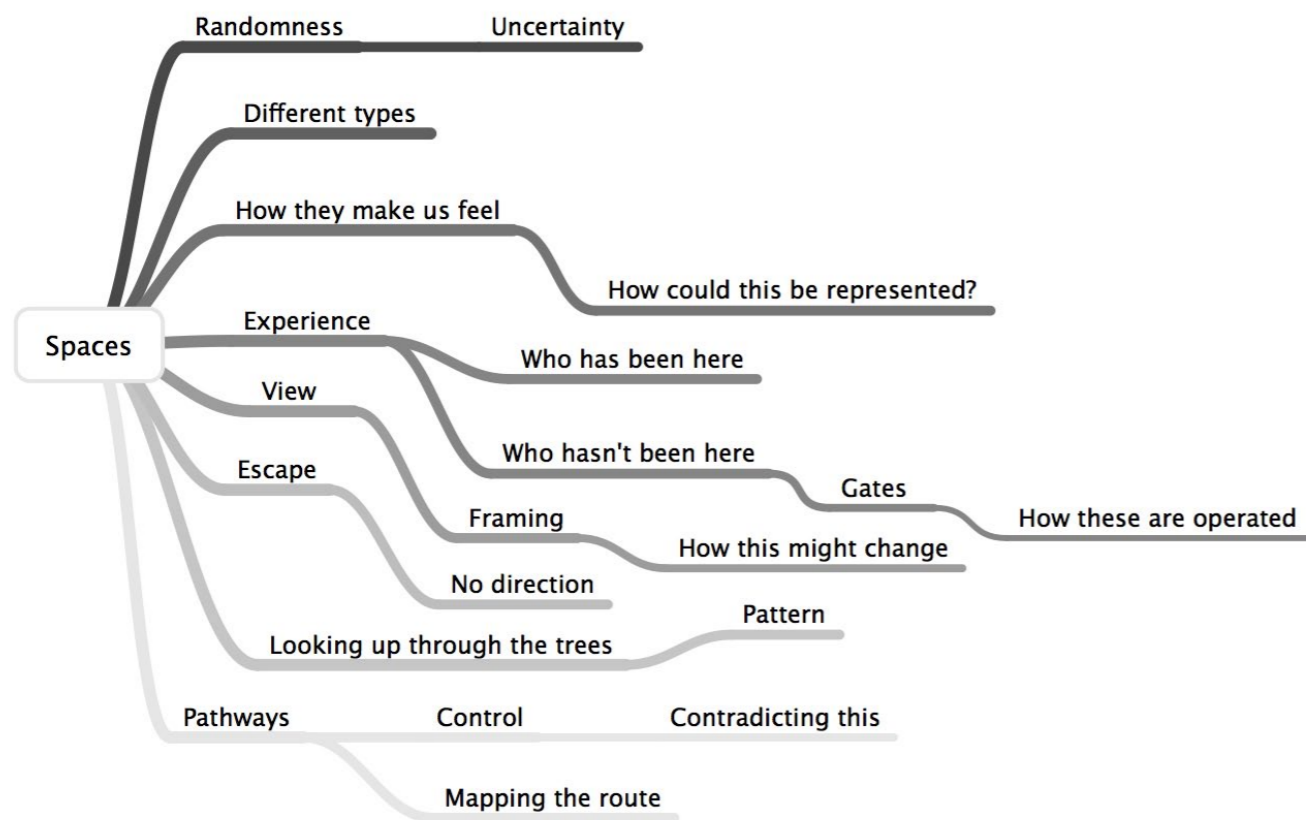 Randomness
Uncertainty
Different types
How they make us feel
How could this be represented?
Spaces
Experience
Who has been here
Who hasn't been here
Gates
How these are operated
View
Framing
How this might change
Escape
No direction
Looking up through the trees
Pattern
Pathways
Control
Contradicting this
Mapping the route